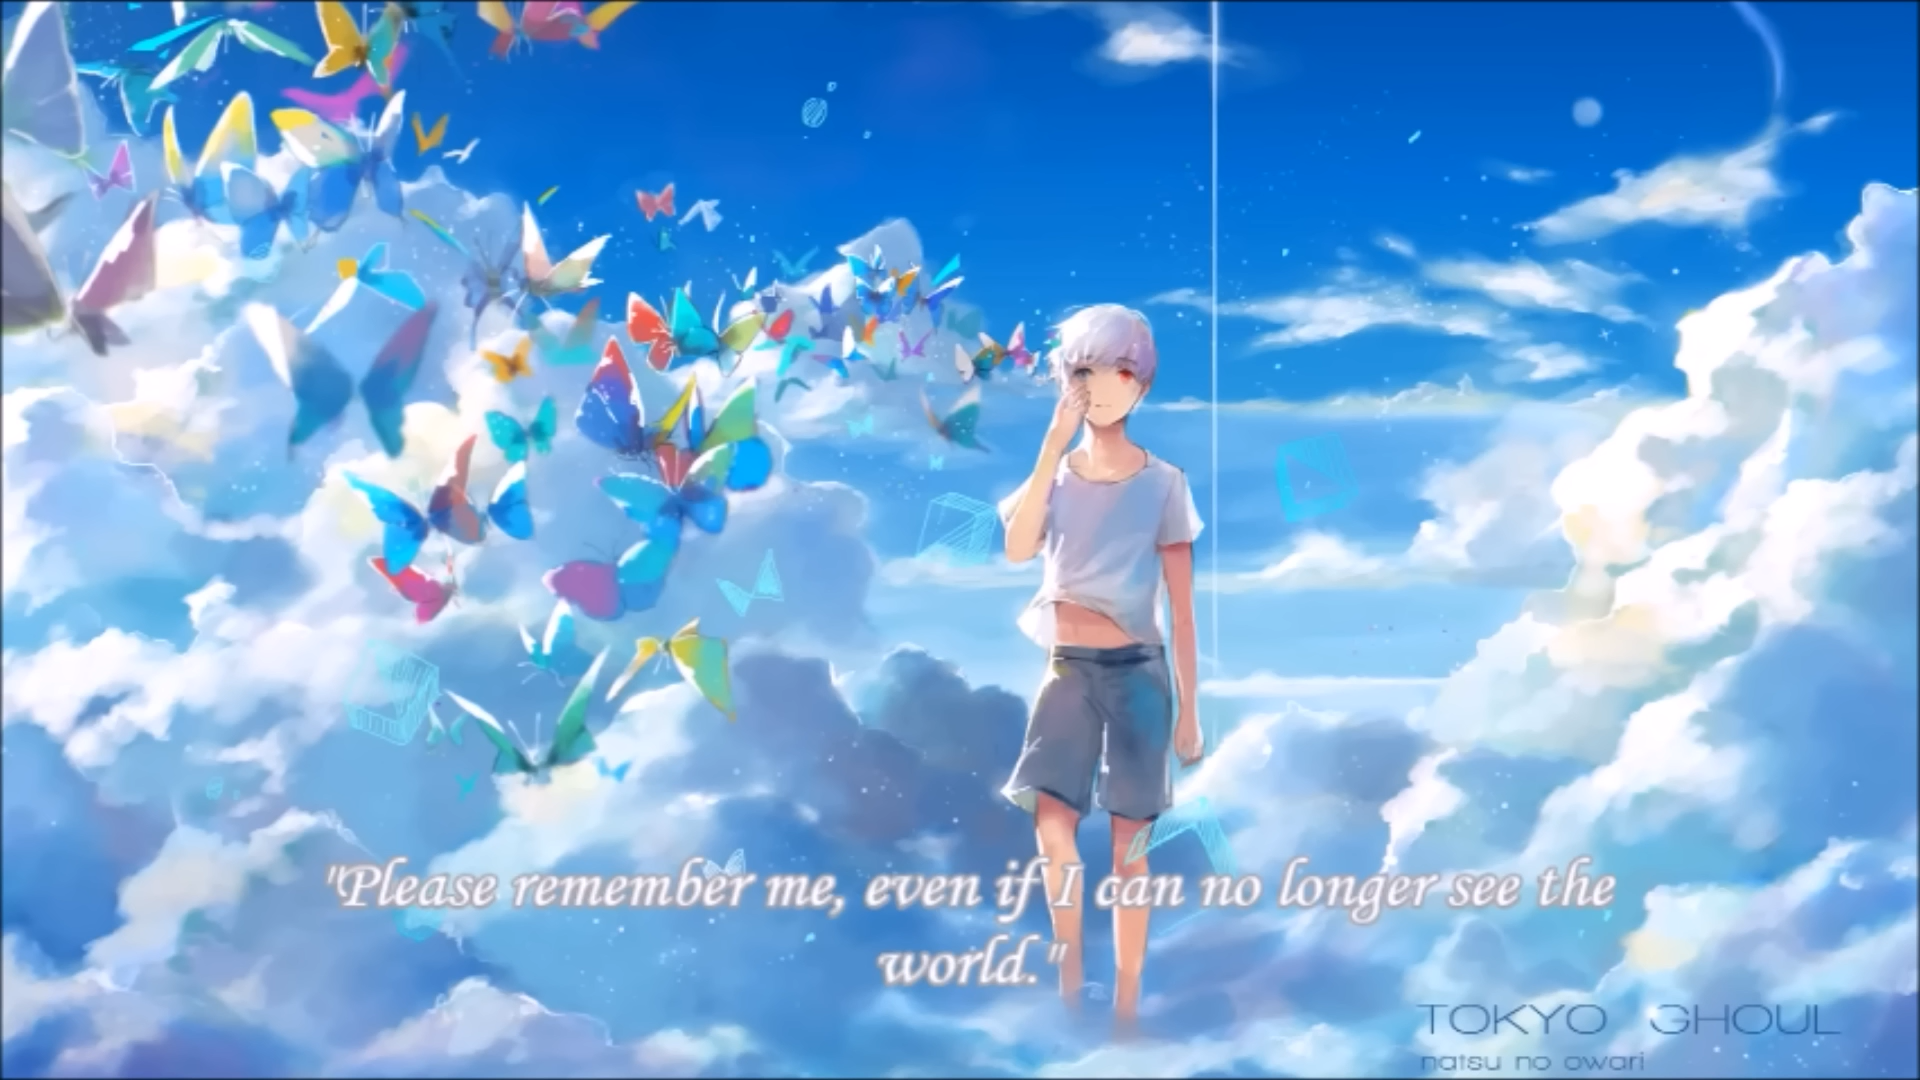 "Please remember me, even if I can no longer see the
world."
TOKYO GHOUL
natsu no owari